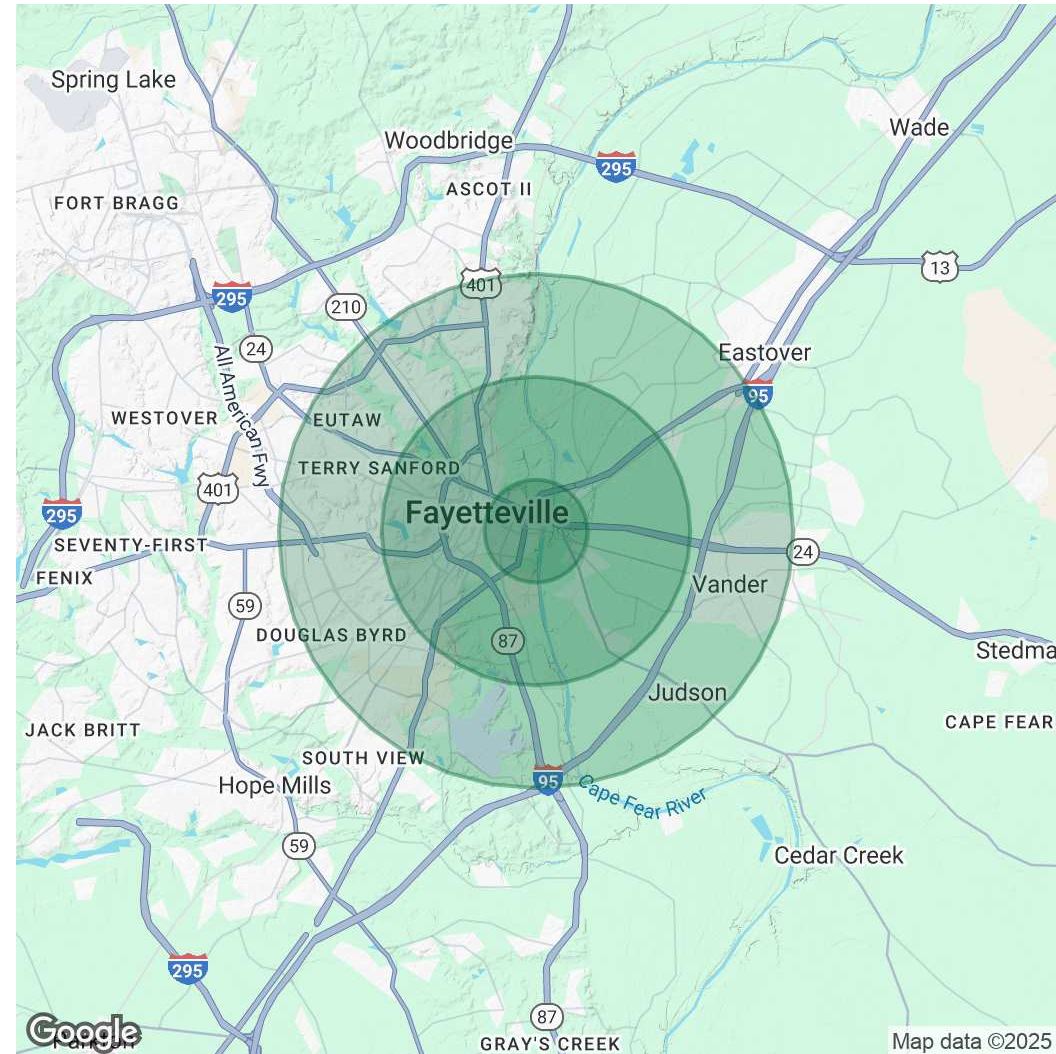 Spring Lake
Wade
Woodbridge
295
ASCOT II
FORT BRAGG
13
401
295
210
24
Eastover
95
All American Fwy
WESTOVER
EUTAW
TERRY SANFORD
401
Fayetteville
295
SEVENTY-FIRST
24
FENIX
Vander
59
DOUGLAS BYRD
87
Stedma
Judson
CAPE FEAR
JACK BRITT
SOUTH VIEW
95
Hope Mills
Cape Fear River
59
Cedar Creek
295
87
Google
Parkton
GRAY'S CREEK
Map data ©2025